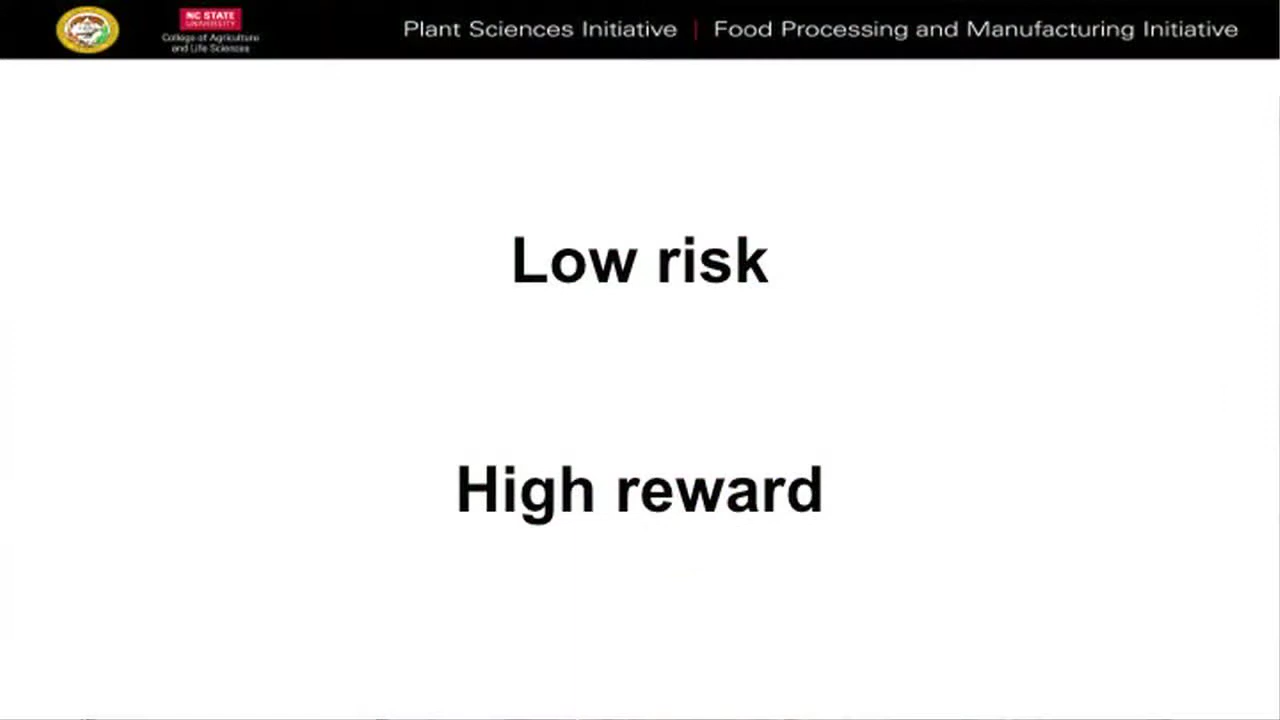 NC STATE
UNIVERSITY
College of Agriculture
and Life Sciences
Plant Sciences Initiative | Food Processing and Manufacturing Initiative
Low risk
High reward